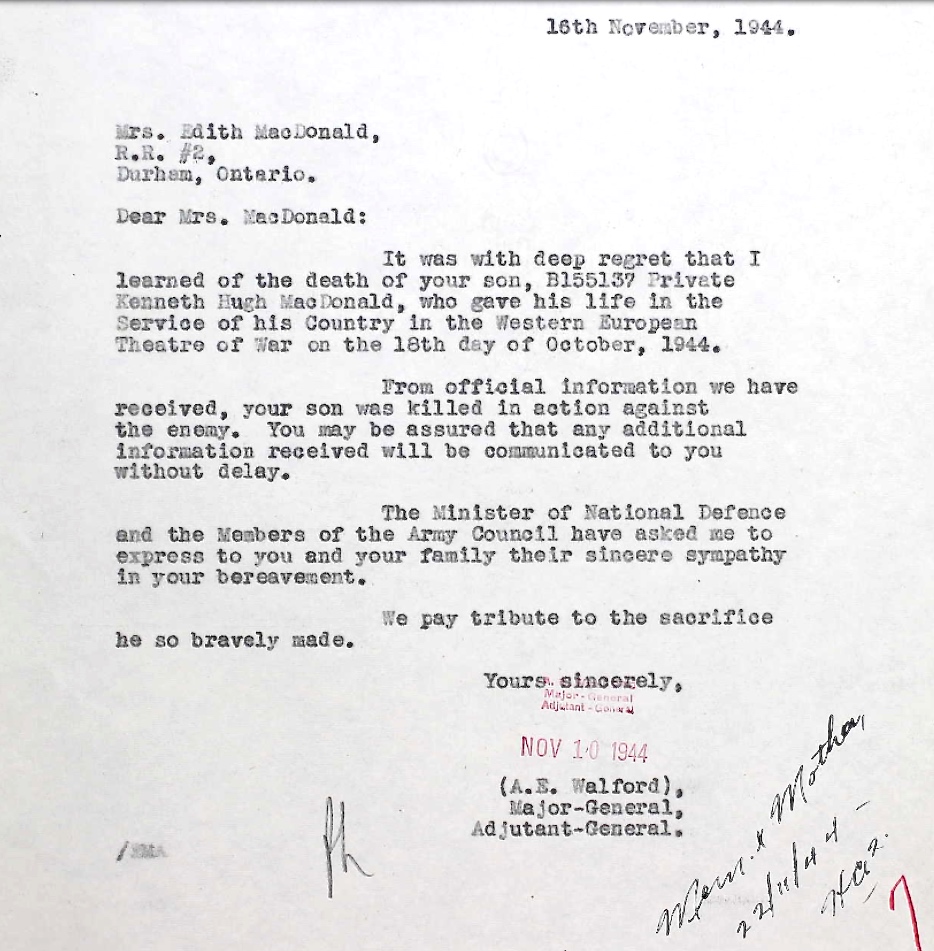 16th November, 1944.
Mrs. Edith MacDonald,
R.R. #2,
Durham, Ontario.
Dear Mrs. MacDonald:
It was with deep regret that I
learned of the death of your son, B155137 Private
Kenneth Hugh MacDonald, who gave his life in the
Service of his Country in the Western European
Theatre of War on the 18th day of October, 1944.
From official information we have
received, your son was killed in action against
the enemy. You may be assured that any additional
information received will be communicated to you
without delay.
The Minister of National Defence
and the Members of the Army Council have asked me to
express to you and your family their sincere sympathy
in your bereavement.
We pay tribute to the sacrifice
he so bravely made.
Yours sincerely,
Major-General
Adjutant-General
NOV 10 1944
(A.E. Walford),
Major-General,
Adjutant-General.
Mem. X Mother,
22/11/44 -